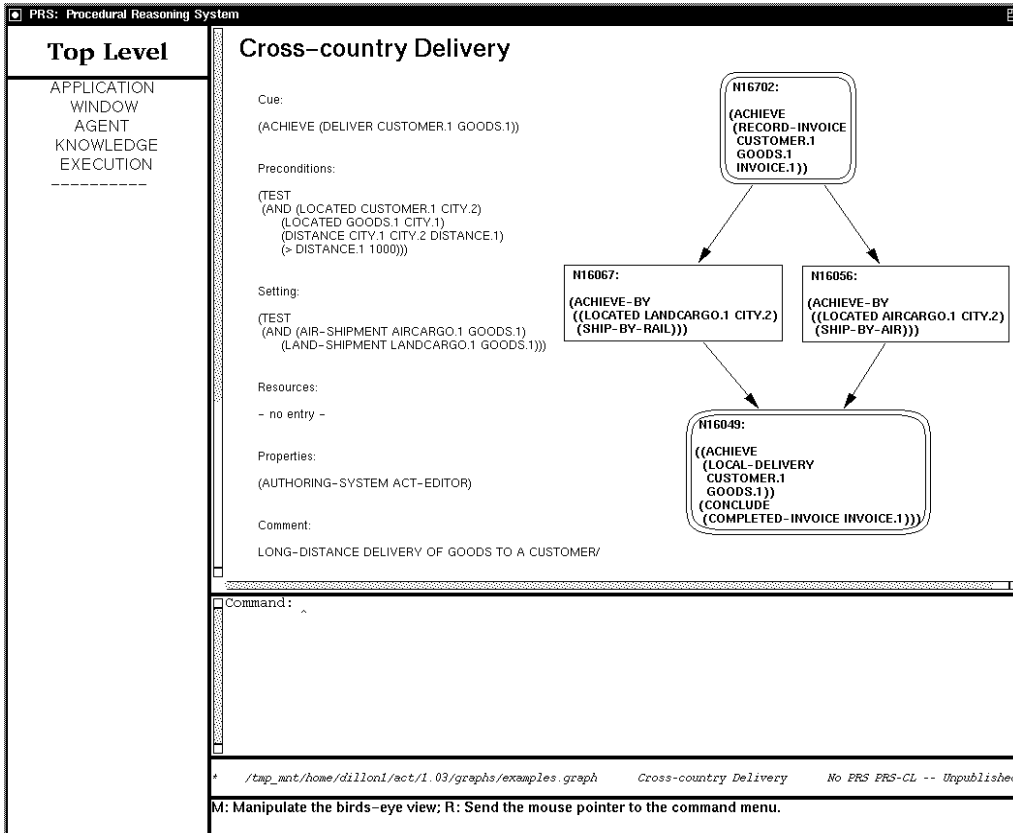 PRS: Procedural Reasoning System
Top Level
APPLICATION
WINDOW
AGENT
KNOWLEDGE
EXECUTION
----------
Cross-country Delivery
Cue:
(ACHIEVE (DELIVER CUSTOMER.1 GOODS.1))
Preconditions:
(TEST
(AND (LOCATED CUSTOMER.1 CITY.2)
(LOCATED GOODS.1 CITY.1)
(DISTANCE CITY.1 CITY.2 DISTANCE.1)
(> DISTANCE.1 1000)))
Setting:
(TEST
(AND (AIR-SHIPMENT AIRCARGO.1 GOODS.1)
(LAND-SHIPMENT LANDCARGO.1 GOODS.1)))
Resources:
- no entry -
Properties:
(AUTHORING-SYSTEM ACT-EDITOR)
Comment:
LONG-DISTANCE DELIVERY OF GOODS TO A CUSTOMER/
N16702:
(ACHIEVE
(RECORD-INVOICE
CUSTOMER.1
GOODS.1
INVOICE.1))
N16067:
(ACHIEVE-BY
((LOCATED LANDCARGO.1 CITY.2)
(SHIP-BY-RAIL)))
N16056:
(ACHIEVE-BY
((LOCATED AIRCARGO.1 CITY.2)
(SHIP-BY-AIR)))
N16049:
((ACHIEVE
(LOCAL-DELIVERY
CUSTOMER.1
GOODS.1))
(CONCLUDE
(COMPLETED-INVOICE INVOICE.1)))
Command:
* /tmp_mnt/home/dillon1/act/1.03/graphs/examples.graph Cross-country Delivery No PRS PRS-CL -- Unpublished
M: Manipulate the birds-eye view; R: Send the mouse pointer to the command menu.